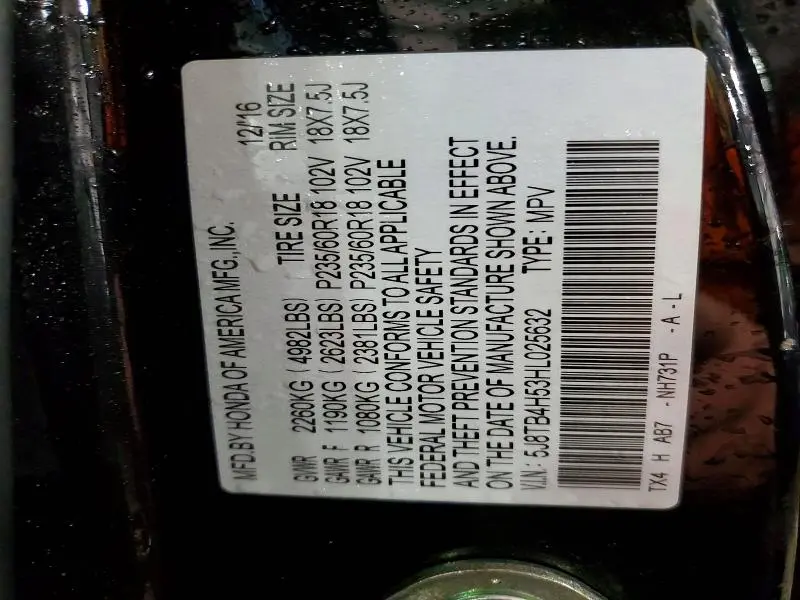 MFD.BY HONDA OF AMERICA MFG.,INC. 12/16
GVWR 2260KG ( 4982LBS) TIRE SIZE RIM SIZE
GAWR F 1190KG ( 2623LBS) P235/60R18 102V 18X7.5J
GAWR R 1080KG ( 2381LBS) P235/60R18 102V 18X7.5J
THIS VEHICLE CONFORMS TO ALL APPLICABLE
FEDERAL MOTOR VEHICLE SAFETY
AND THEFT PREVENTION STANDARDS IN EFFECT
ON THE DATE OF MANUFACTURE SHOWN ABOVE.
V.I.N.: 5J8TB4H53HL025632 TYPE: MPV
TX4 H AB7 -NH731P -A-L